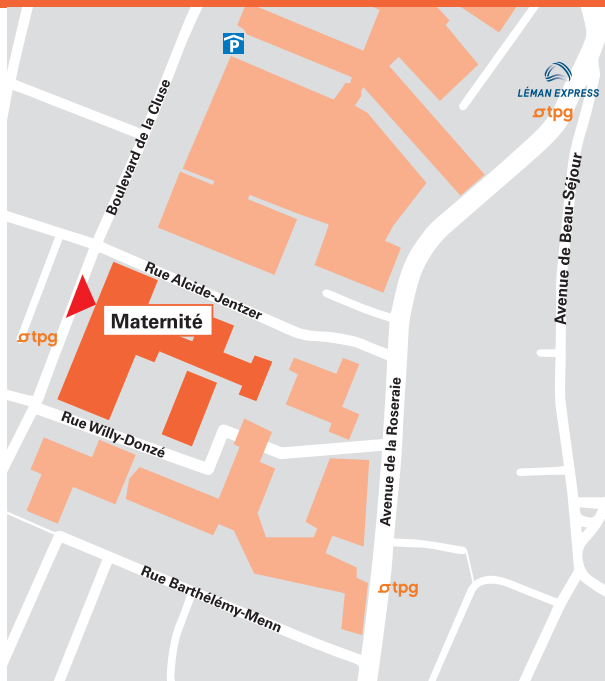 P
LÉMAN EXPRESS
tpg
Boulevard de la Cluse
Avenue de Beau-Séjour
Rue Alcide-Jentzer
Maternité
tpg
Rue Willy-Donzé
Avenue de la Roseraie
Rue Barthélémy-Menn
tpg